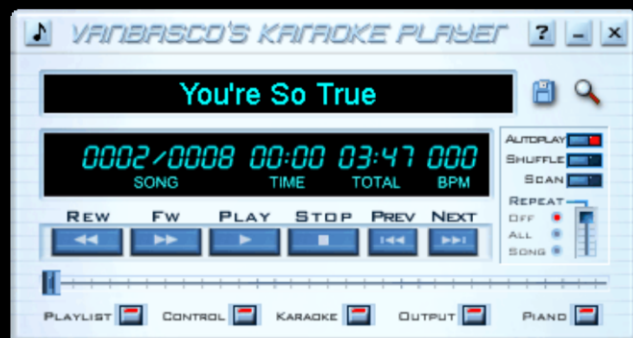 VANBASCO'S KARAOKE PLAYER ?
You're So True
0002/0008 00:00 03:47 000
SONG TIME TOTAL BPM
AUTOPLAY
SHUFFLE
SCAN
REPEAT
OFF
ALL
SONG
REW FW PLAY STOP PREV NEXT
PLAYLIST CONTROL KARAOKE OUTPUT PIANO